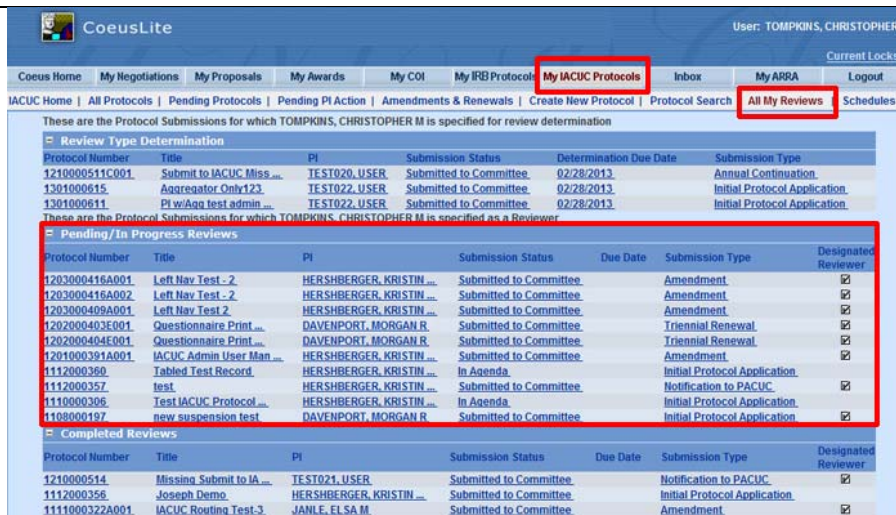 CoeusLite
User: TOMPKINS, CHRISTOPHER
Current Locks
Coeus Home My Negotiations My Proposals My Awards My COI My IRB Protocols My IACUC Protocols Inbox My ARRA Logout
IACUC Home | All Protocols | Pending Protocols | Pending PI Action | Amendments & Renewals | Create New Protocol | Protocol Search | All My Reviews | Schedules
These are the Protocol Submissions for which TOMPKINS, CHRISTOPHER M is specified for review determination
Review Type Determination
Protocol Number Title PI Submission Status Determination Due Date Submission Type
1210000511C001 Submit to IACUC Miss ... TEST020, USER Submitted to Committee 02/28/2013 Annual Continuation
1301000615 Aggregator Only123 TEST022, USER Submitted to Committee 02/28/2013 Initial Protocol Application
1301000611 PI w/Agg test admin ... TEST022, USER Submitted to Committee 02/28/2013 Initial Protocol Application
These are the Protocol Submissions for which TOMPKINS, CHRISTOPHER M is specified as a Reviewer
Pending/In Progress Reviews
Protocol Number Title PI Submission Status Due Date Submission Type Designated Reviewer
1203000416A001 Left Nav Test - 2 HERSHBERGER, KRISTIN ... Submitted to Committee Amendment
1203000416A002 Left Nav Test - 2 HERSHBERGER, KRISTIN ... Submitted to Committee Amendment
1203000409A001 Left Nav Test 2 HERSHBERGER, KRISTIN ... Submitted to Committee Amendment
1202000403E001 Questionnaire Print ... DAVENPORT, MORGAN R Submitted to Committee Triennial Renewal
1202000404E001 Questionnaire Print ... DAVENPORT, MORGAN R Submitted to Committee Triennial Renewal
1201000391A001 IACUC Admin User Man ... HERSHBERGER, KRISTIN ... Submitted to Committee Amendment
1112000360 Tabled Test Record HERSHBERGER, KRISTIN ... In Agenda Initial Protocol Application
1112000357 test HERSHBERGER, KRISTIN ... Submitted to Committee Notification to PACUC
1110000306 Test IACUC Protocol ... HERSHBERGER, KRISTIN ... In Agenda Initial Protocol Application
1108000197 new suspension test DAVENPORT, MORGAN R Submitted to Committee Initial Protocol Application
Completed Reviews
Protocol Number Title PI Submission Status Due Date Submission Type Designated Reviewer
1210000514 Missing Submit to IA ... TEST021, USER Submitted to Committee Notification to PACUC
1112000356 Joseph Demo HERSHBERGER, KRISTIN ... Submitted to Committee Initial Protocol Application
1111000322A001 IACUC Routing Test-3 JANLE, ELSA M Submitted to Committee Amendment